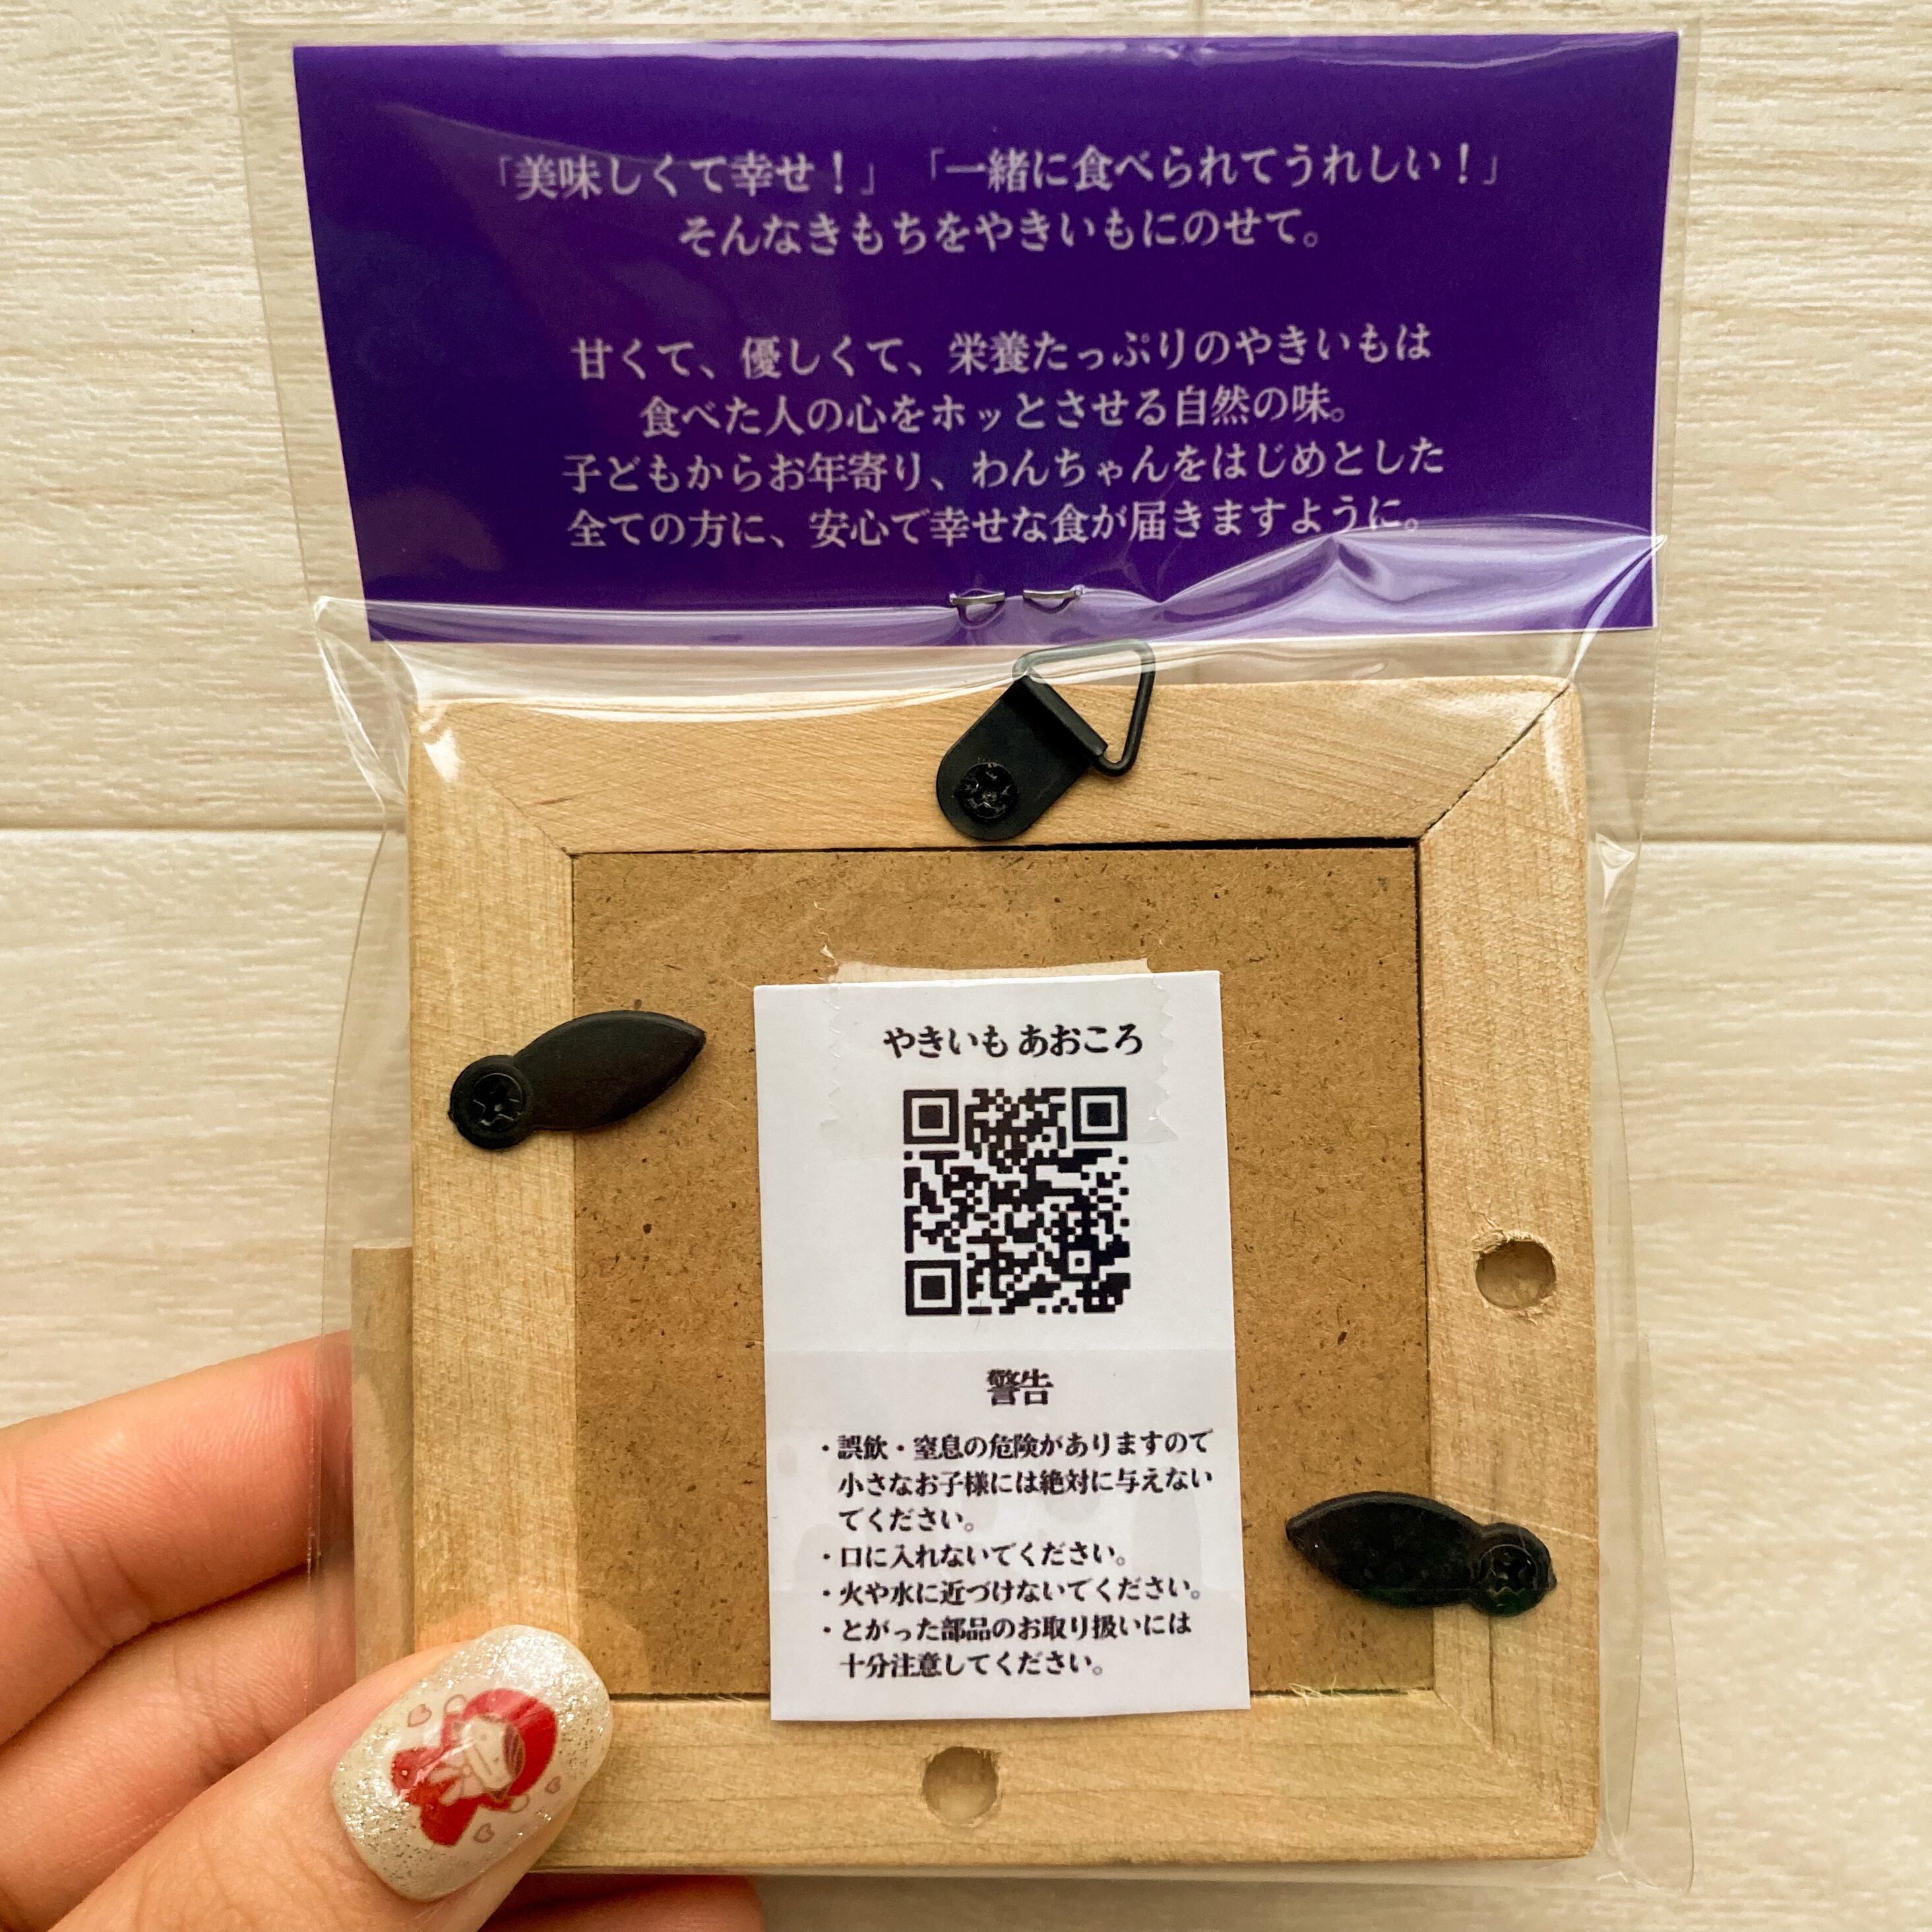 「美味しくて幸せ！」「一緒に食べられてうれしい！」
そんなきもちをやきいもにのせて。
甘くて、優しくて、栄養たっぷりのやきいもは
食べた人の心をホッとさせる自然の味。
子どもからお年寄り、わんちゃんをはじめとした
全ての方に、安心で幸せな食が届きますように。
やきいも あおころ
警告
・誤飲・窒息の危険がありますので
小さなお子様には絶対に与えない
でください。
・口に入れないでください。
・火や水に近づけないでください。
・とがった部品のお取り扱いには
十分注意してください。